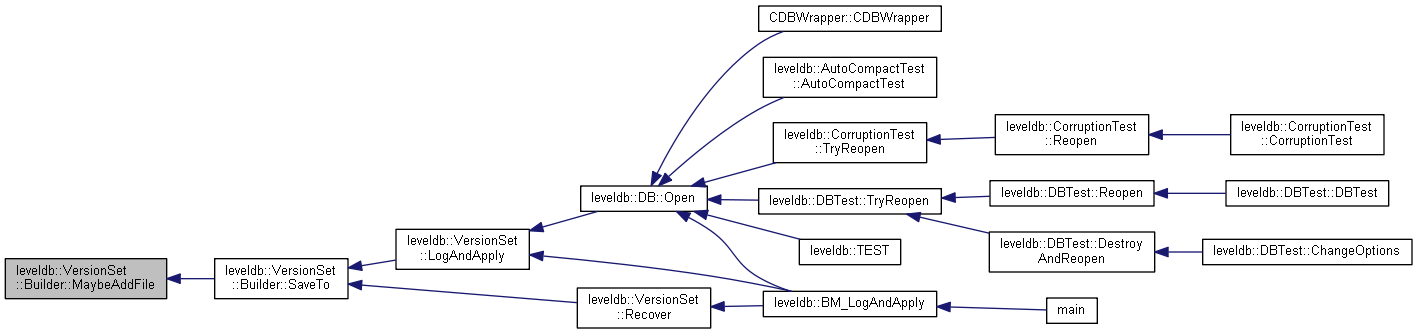 CDBWrapper::CDBWrapper
leveldb::AutoCompactTest
::AutoCompactTest
leveldb::CorruptionTest
::TryReopen
leveldb::CorruptionTest
::Reopen
leveldb::CorruptionTest
::CorruptionTest
leveldb::DB::Open
leveldb::DBTest::TryReopen
leveldb::DBTest::Reopen
leveldb::DBTest::DBTest
leveldb::TEST
leveldb::DBTest::Destroy
AndReopen
leveldb::DBTest::ChangeOptions
leveldb::VersionSet
::LogAndApply
leveldb::VersionSet
::Builder::MaybeAddFile
leveldb::VersionSet
::Builder::SaveTo
leveldb::VersionSet
::Recover
leveldb::BM_LogAndApply
main